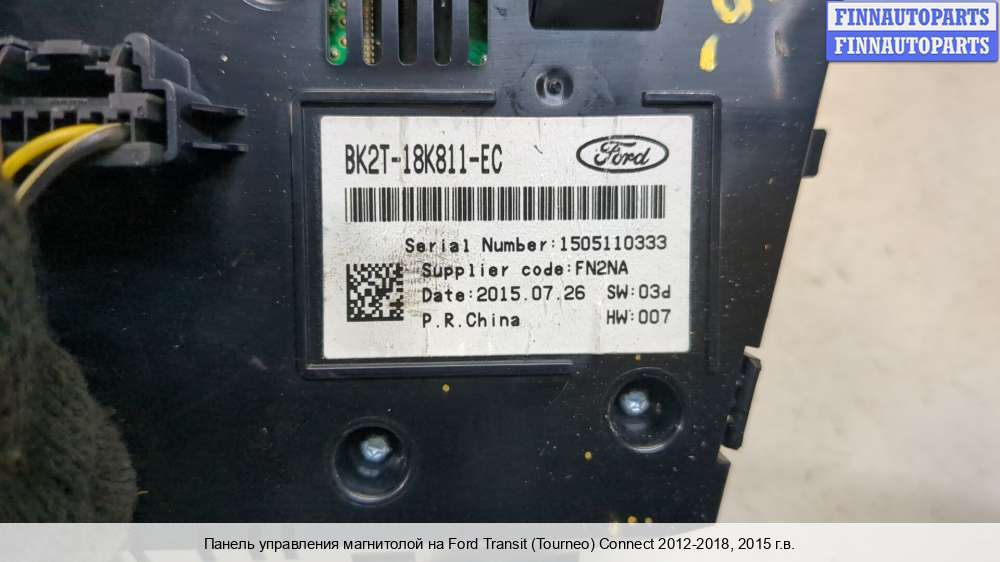 FINNAUTOPARTS
FINNAUTOPARTS
BK2T-18K811-EC
Ford
Serial Number:1505110333
Supplier code:FN2NA
Date:2015.07.26 SW:03d
P.R.China HW:007
Панель управления магнитолой на Ford Transit (Tourneo) Connect 2012-2018, 2015 г.в.